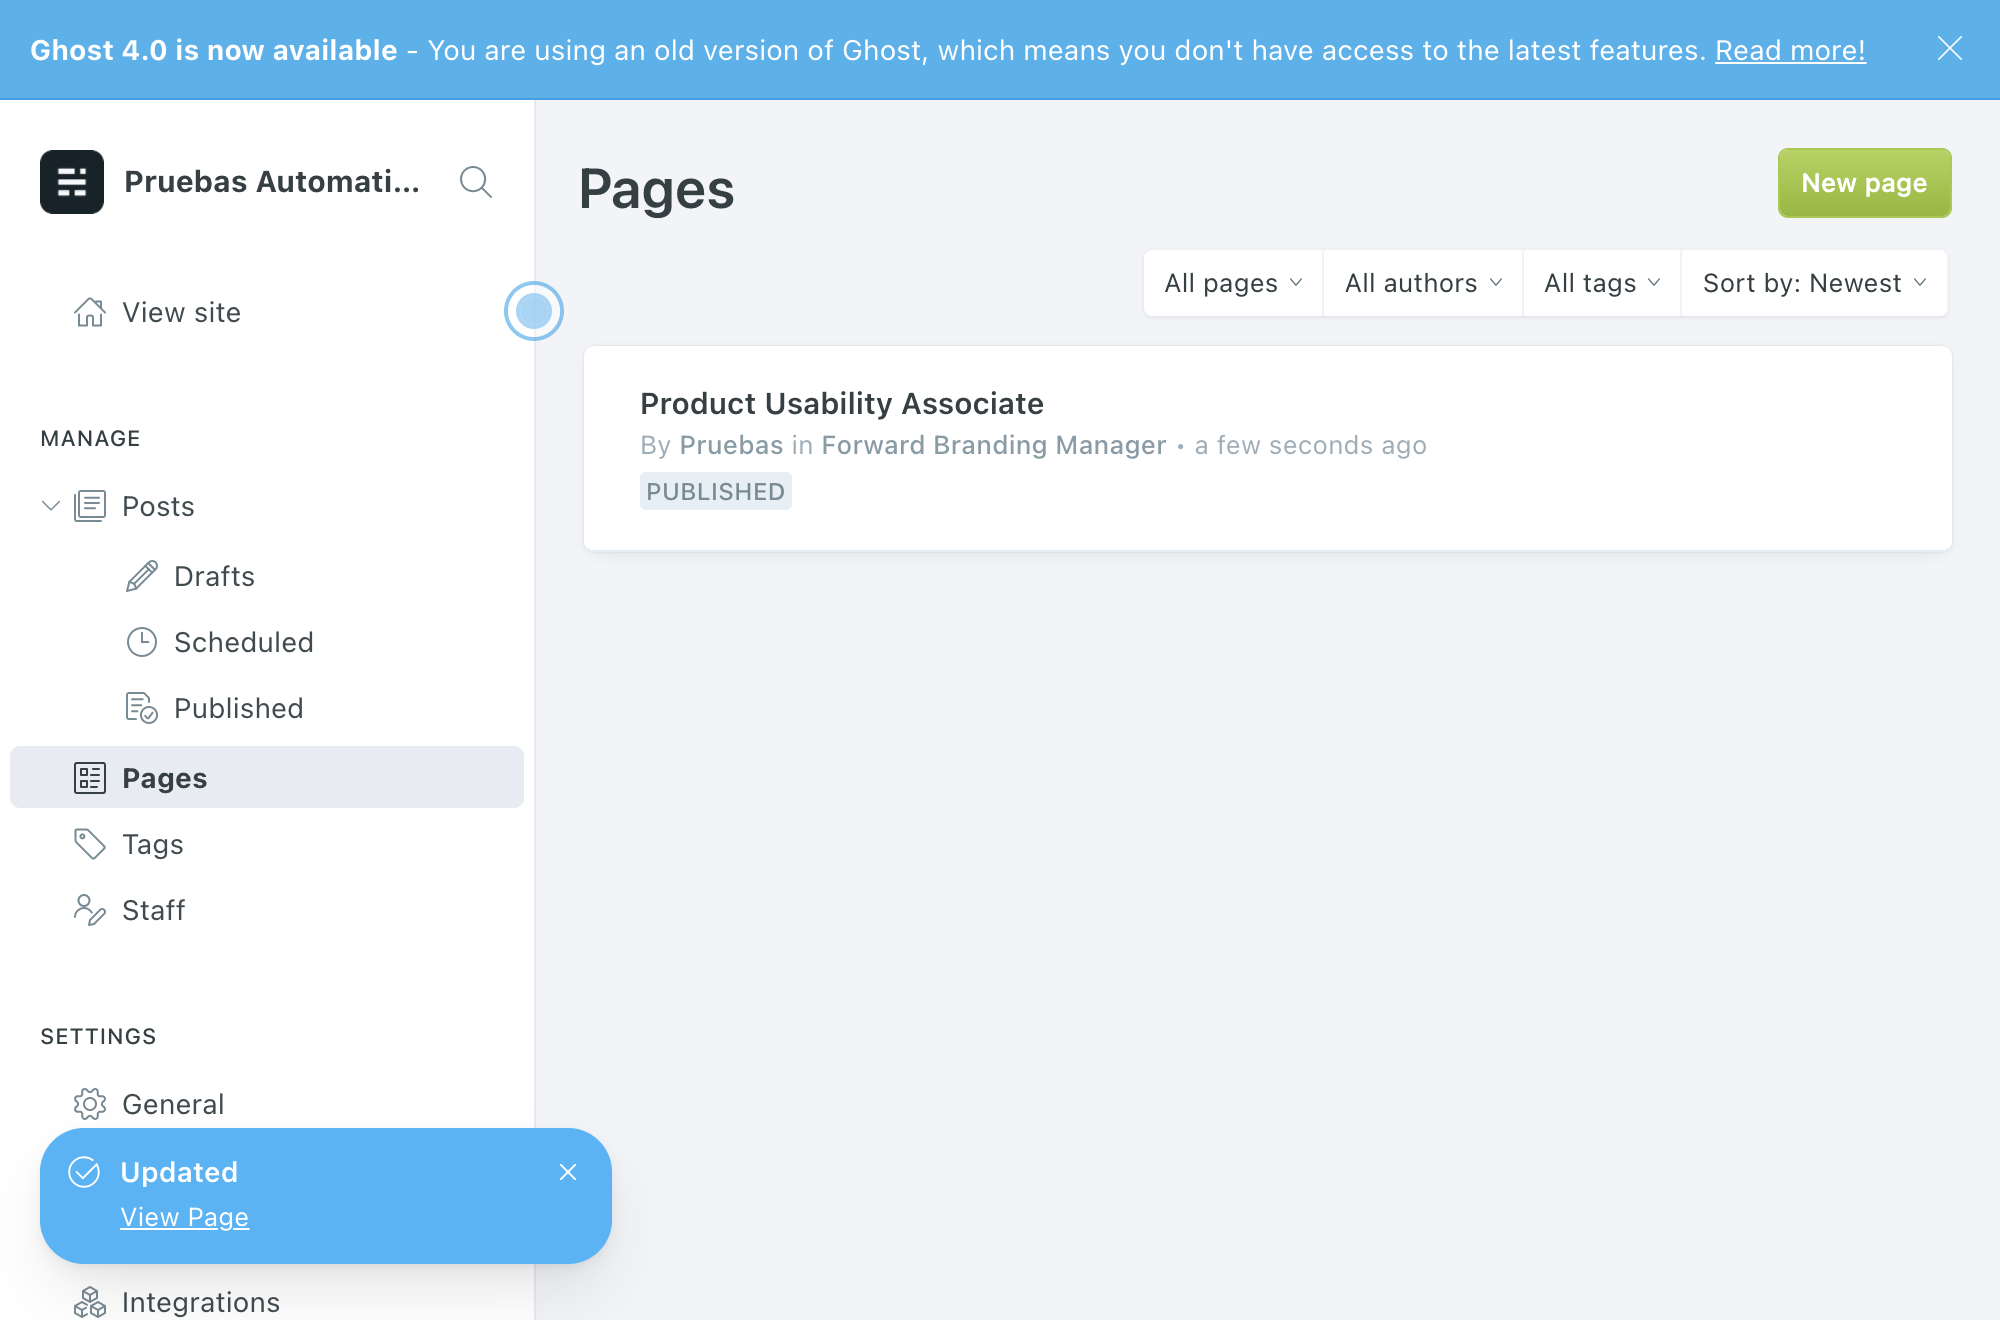 Ghost 4.0 is now available - You are using an old version of Ghost, which means you don't have access to the latest features. Read more!
Pruebas Automati...
View site
MANAGE
Posts
Drafts
Scheduled
Published
Pages
Tags
Staff
SETTINGS
General
Updated
View Page
Integrations
Pages
New page
All pages
All authors
All tags
Sort by: Newest
Product Usability Associate
By Pruebas in Forward Branding Manager • a few seconds ago
PUBLISHED